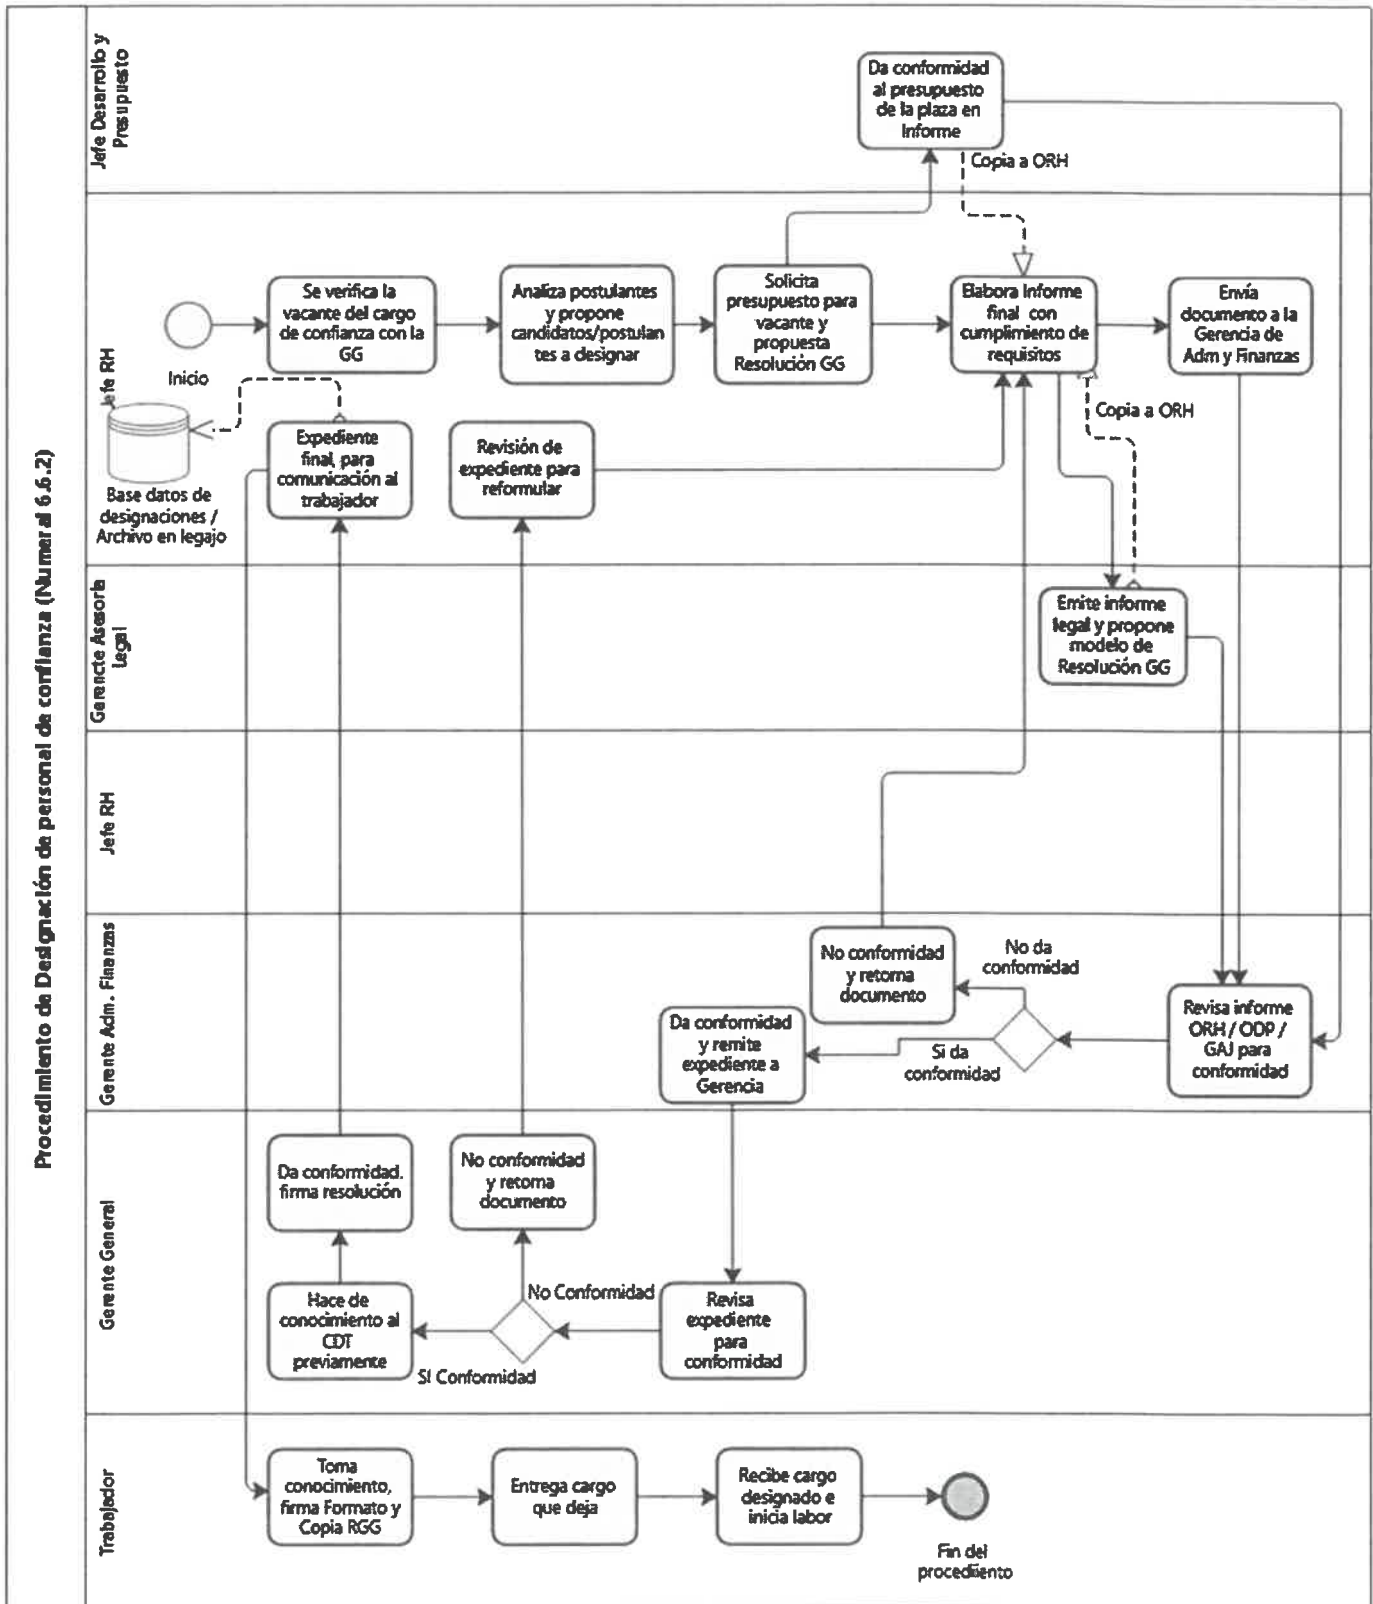 Procedimiento de Designación de personal de confianza (Numeral 6.6.2)
Jefe Desarrollo y
Presupuesto
Da conformidad
al presupuesto
de la plaza en
Informe
Copia a ORH
Jefe RH
Inicio
Se verifica la
vacante del cargo
de confianza con la
GG
Analiza postulantes
y propone
candidatos/postulan
tes a designar
Solicita
presupuesto para
vacante y
propuesta
Resolución GG
Elabora Informe
final con
cumplimiento de
requisitos
Envía
documento a la
Gerencia de
Adm y Finanzas
Copia a ORH
Base datos de
designaciones /
Archivo en legajo
Expediente
final, para
comunicación al
trabajador
Revisión de
expediente para
reformular
Gerencte Asesoria
Legal
Emite informe
legal y propone
modelo de
Resolución GG
Jefe RH
Gerente Adm. Finanzas
No conformidad
y retorna
documento
No da
conformidad
Da conformidad
y remite
expediente a
Gerencia
Si da
conformidad
Revisa informe
ORH / ODP /
GAJ para
conformidad
Gerente General
Da conformidad.
firma resolución
No conformidad
y retorna
documento
Hace de
conocimiento al
CDT
previamente
No Conformidad
SI Conformidad
Revisa
expediente
para
conformidad
Trabajador
Toma
conocimiento,
firma Formato y
Copia RGG
Entrega cargo
que deja
Recibe cargo
designado e
inicia labor
Fin del
procediiento